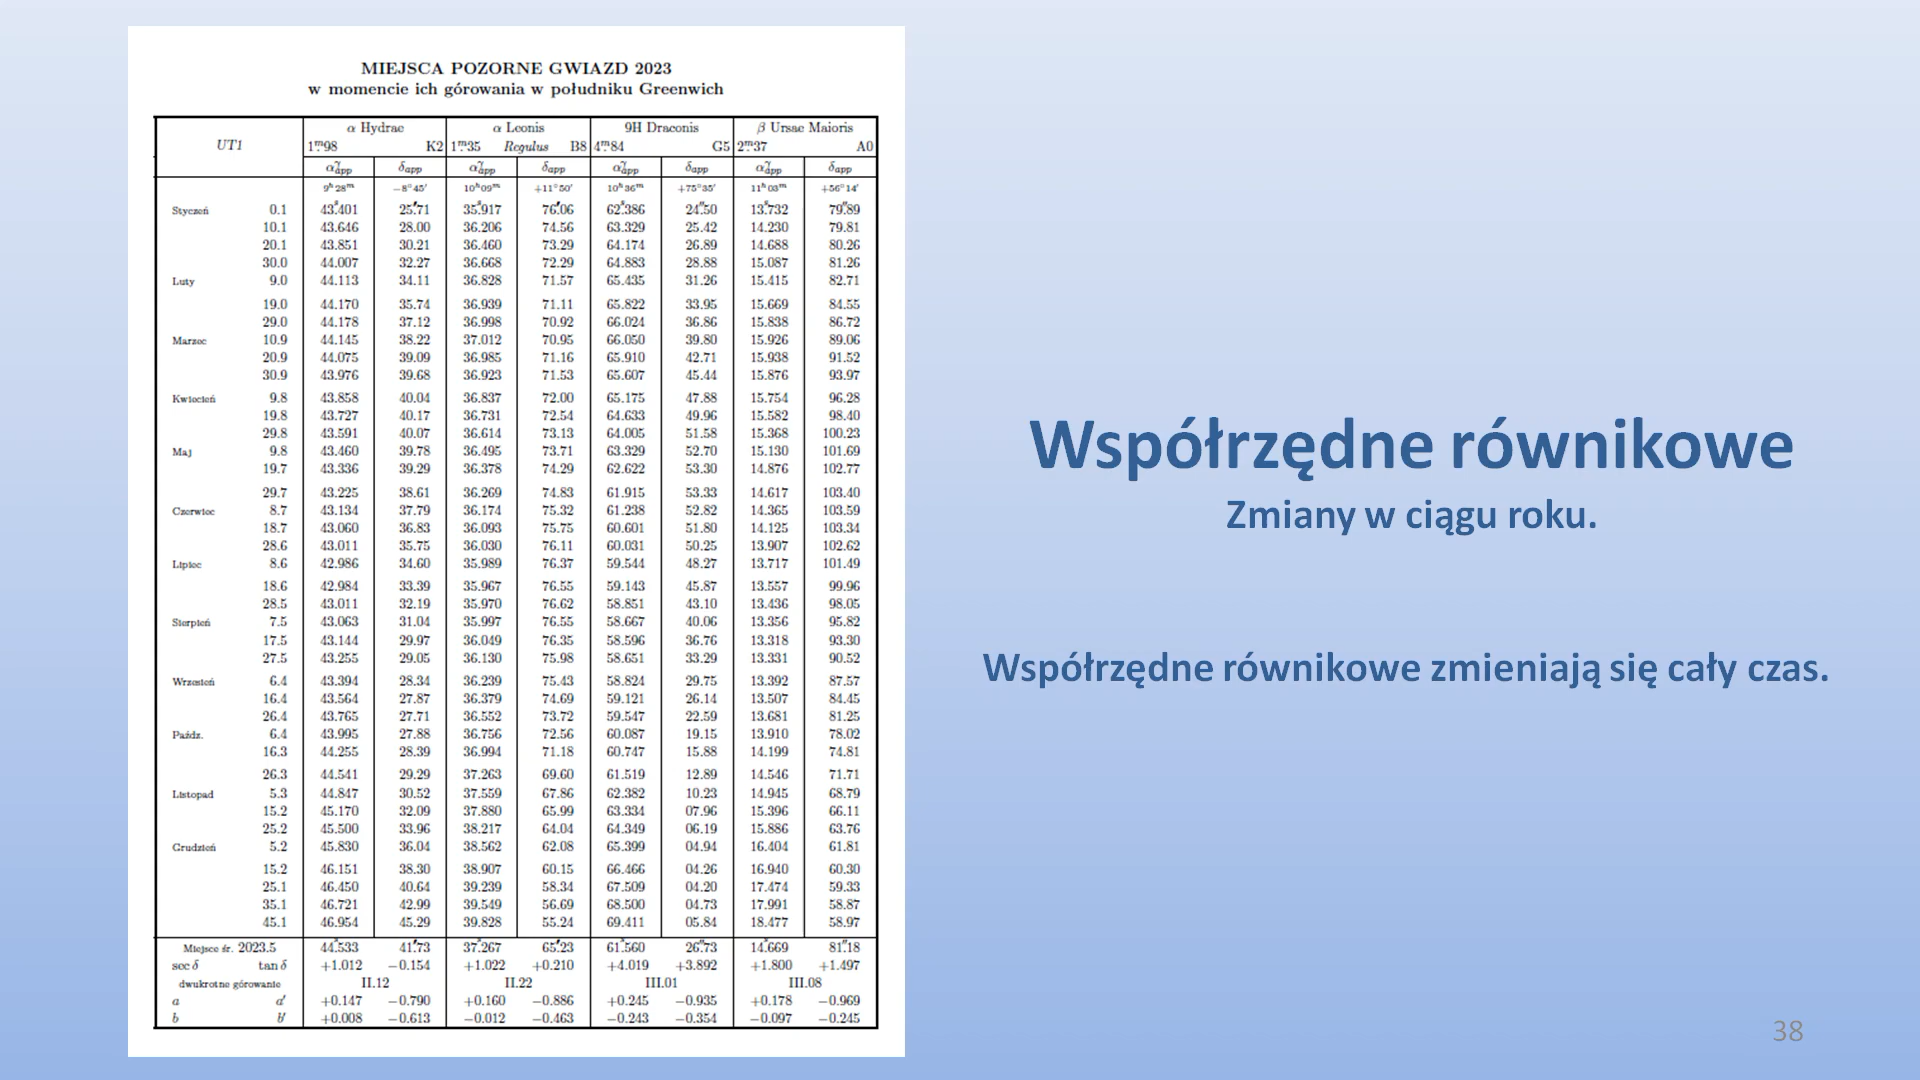 MIEJSCA POZORNE GWIAZD 2023
w momencie ich górowania w południku Greenwich
UT1 α Hydrae α Leonis 9H Draconis β Ursae Maioris
1ᵐ98 K2 1ᵐ35 Regulus B8 4ᵐ84 G5 2ᵐ37 A0
αᵞapp δapp αᵞapp δapp αᵞapp δapp αᵞapp δapp
9ʰ28ᵐ −8°45′ 10ʰ09ᵐ +11°50′ 10ʰ36ᵐ +75°35′ 11ʰ03ᵐ +56°14′
Styczeń 0.1 43ˢ.401 25″.71 35ˢ.917 76″.06 62ˢ.386 24″.50 13ˢ.732 79″.89
10.1 43.646 28.00 36.206 74.56 63.329 25.42 14.230 79.81
20.1 43.851 30.21 36.460 73.29 64.174 26.89 14.688 80.26
30.0 44.007 32.27 36.668 72.29 64.883 28.88 15.087 81.26
Luty 9.0 44.113 34.11 36.828 71.57 65.435 31.26 15.415 82.71
19.0 44.170 35.74 36.939 71.11 65.822 33.95 15.669 84.55
29.0 44.178 37.12 36.998 70.92 66.024 36.86 15.838 86.72
Marzec 10.9 44.145 38.22 37.012 70.95 66.050 39.80 15.926 89.06
20.9 44.075 39.09 36.985 71.16 65.910 42.71 15.938 91.52
30.9 43.976 39.68 36.923 71.53 65.607 45.44 15.876 93.97
Kwiecień 9.8 43.858 40.04 36.837 72.00 65.175 47.88 15.754 96.28
19.8 43.727 40.17 36.731 72.54 64.633 49.96 15.582 98.40
29.8 43.591 40.07 36.614 73.13 64.005 51.58 15.368 100.23
Maj 9.8 43.460 39.78 36.495 73.71 63.329 52.70 15.130 101.69
19.7 43.336 39.29 36.378 74.29 62.622 53.30 14.876 102.77
29.7 43.225 38.61 36.269 74.83 61.915 53.33 14.617 103.40
Czerwiec 8.7 43.134 37.79 36.174 75.32 61.238 52.82 14.365 103.59
18.7 43.060 36.83 36.093 75.75 60.601 51.80 14.125 103.34
28.6 43.011 35.75 36.030 76.11 60.031 50.25 13.907 102.62
Lipiec 8.6 42.986 34.60 35.989 76.37 59.544 48.27 13.717 101.49
18.6 42.984 33.39 35.967 76.55 59.143 45.87 13.557 99.96
28.5 43.011 32.19 35.970 76.62 58.851 43.10 13.436 98.05
Sierpień 7.5 43.063 31.04 35.997 76.55 58.667 40.06 13.356 95.82
17.5 43.144 29.97 36.049 76.35 58.596 36.76 13.318 93.30
27.5 43.255 29.05 36.130 75.98 58.651 33.29 13.331 90.52
Wrzesień 6.4 43.394 28.34 36.239 75.43 58.824 29.75 13.392 87.57
16.4 43.564 27.87 36.379 74.69 59.121 26.14 13.507 84.45
26.4 43.765 27.71 36.552 73.72 59.547 22.59 13.681 81.25
Paźdz. 6.4 43.995 27.88 36.756 72.56 60.087 19.15 13.910 78.02
16.3 44.255 28.39 36.994 71.18 60.747 15.88 14.199 74.81
26.3 44.541 29.29 37.263 69.60 61.519 12.89 14.546 71.71
Listopad 5.3 44.847 30.52 37.559 67.86 62.382 10.23 14.945 68.79
15.2 45.170 32.09 37.880 65.99 63.334 07.96 15.396 66.11
25.2 45.500 33.96 38.217 64.04 64.349 06.19 15.886 63.76
Grudzień 5.2 45.830 36.04 38.562 62.08 65.399 04.94 16.404 61.81
15.2 46.151 38.30 38.907 60.15 66.466 04.26 16.940 60.30
25.1 46.450 40.64 39.239 58.34 67.509 04.20 17.474 59.33
35.1 46.721 42.99 39.549 56.69 68.500 04.73 17.991 58.87
45.1 46.954 45.29 39.828 55.24 69.411 05.84 18.477 58.97
Miejsce śr. 2023.5 44ˢ.533 41″.73 37ˢ.267 65″.23 61ˢ.560 26″.73 14ˢ.669 81″.18
sec δ tan δ +1.012 −0.154 +1.022 +0.210 +4.019 +3.892 +1.800 +1.497
dwukrotne górowanie II.12 II.22 III.01 III.08
a a′ +0.147 −0.790 +0.160 −0.886 +0.245 −0.935 +0.178 −0.969
b b′ +0.008 −0.613 −0.012 −0.463 −0.243 −0.354 −0.097 −0.245
Współrzędne równikowe
Zmiany w ciągu roku.
Współrzędne równikowe zmieniają się cały czas.
38